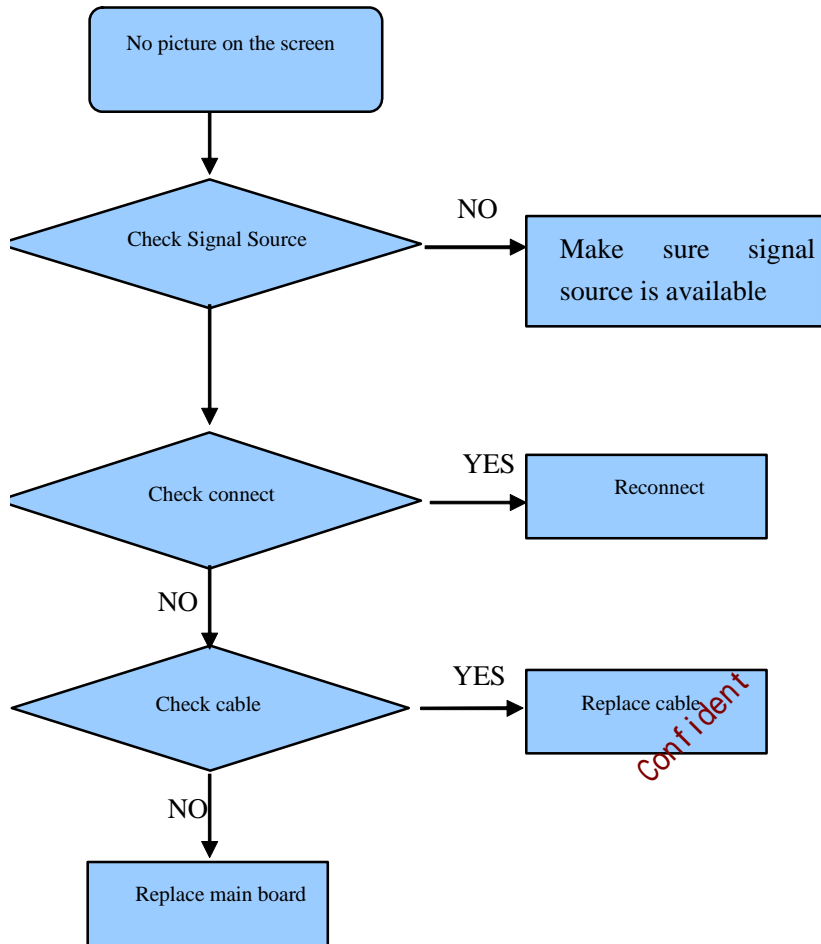 No picture on the screen
Check Signal Source
NO
Make sure signal
source is available
Check connect
YES
Reconnect
NO
Check cable
YES
Replace cable
Confident
NO
Replace main board